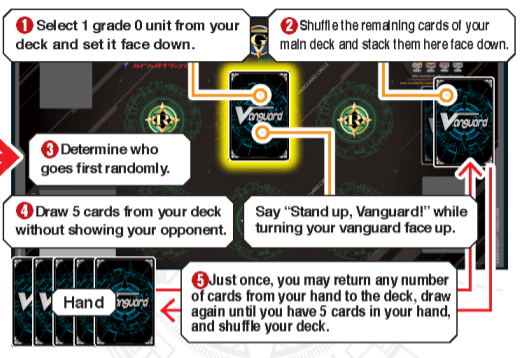 1 Select 1 grade 0 unit from your
deck and set it face down.
2 Shuffle the remaining cards of your
main deck and stack them here face down.
G
VANGUARD CIRCLE
R
Vanguard
R
Vanguard
3 Determine who
goes first randomly.
4 Draw 5 cards from your deck
without showing your opponent.
Say “Stand up, Vanguard!” while
turning your vanguard face up.
Hand
Vanguard
5 Just once, you may return any number
of cards from your hand to the deck, draw
again until you have 5 cards in your hand,
and shuffle your deck.